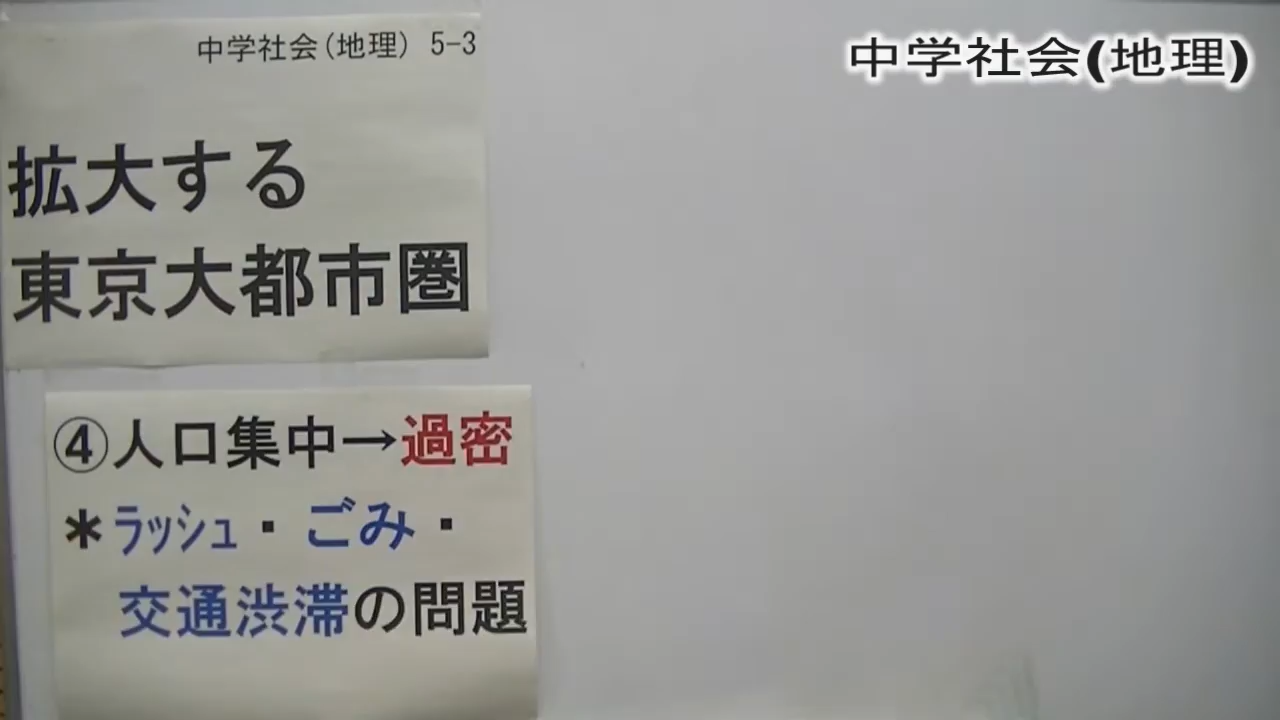 中学社会(地理) 5-3
中学社会(地理)
拡大する
東京大都市圏
④人口集中→過密
＊ﾗｯｼｭ・ごみ・
交通渋滞の問題